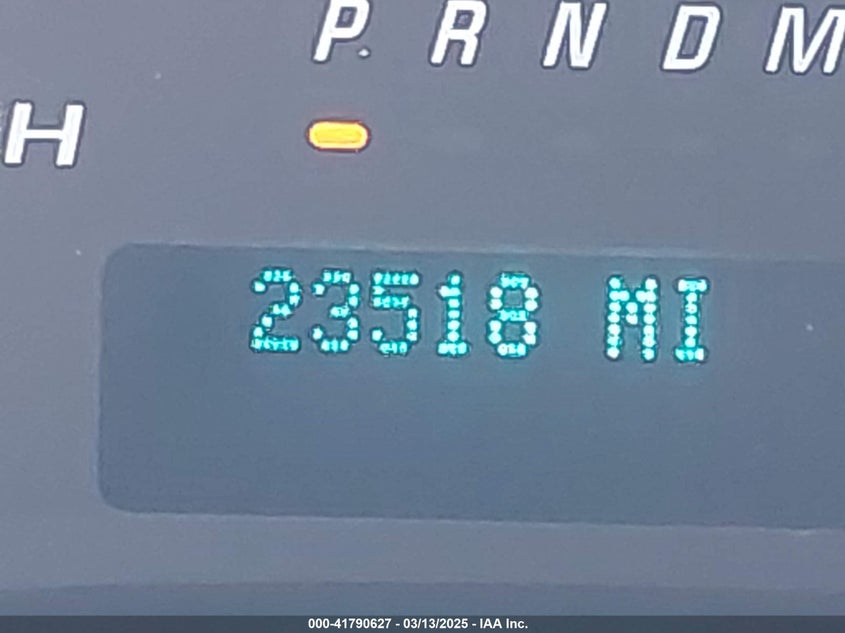 P R N D M
H
23518 MI
000-41790627 - 03/13/2025 - IAA Inc.